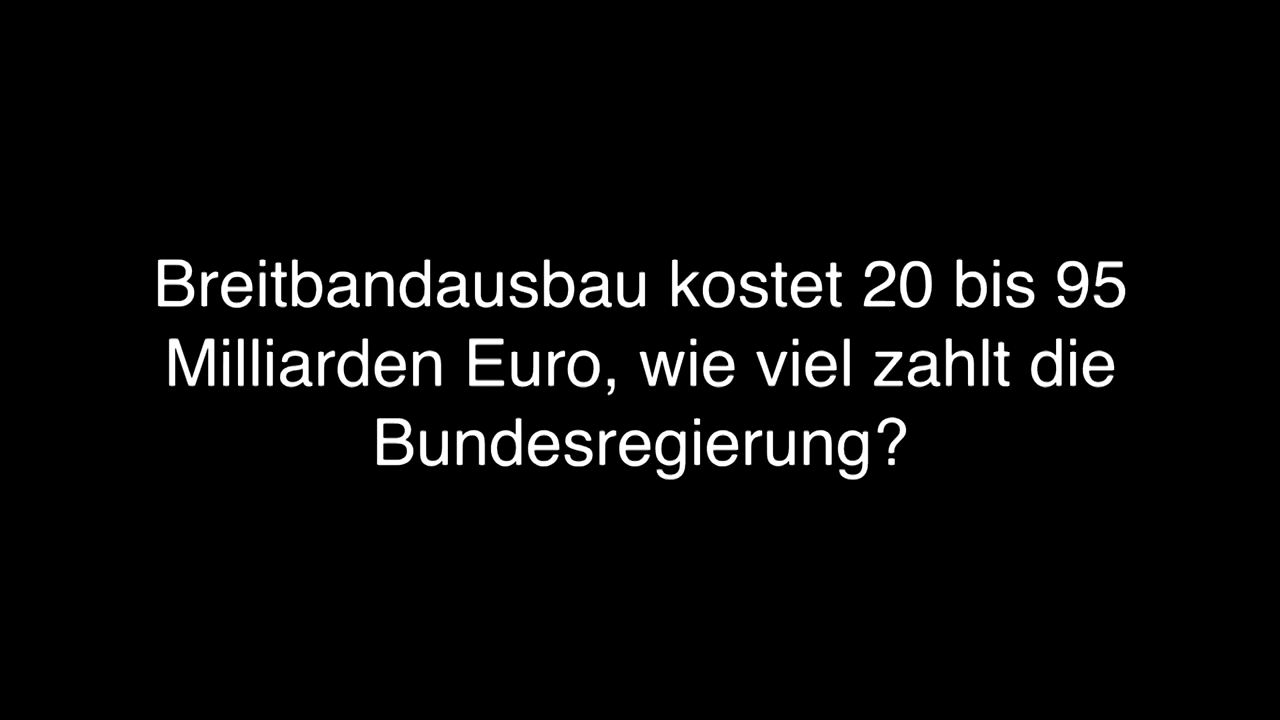 Breitbandausbau kostet 20 bis 95
Milliarden Euro, wie viel zahlt die
Bundesregierung?